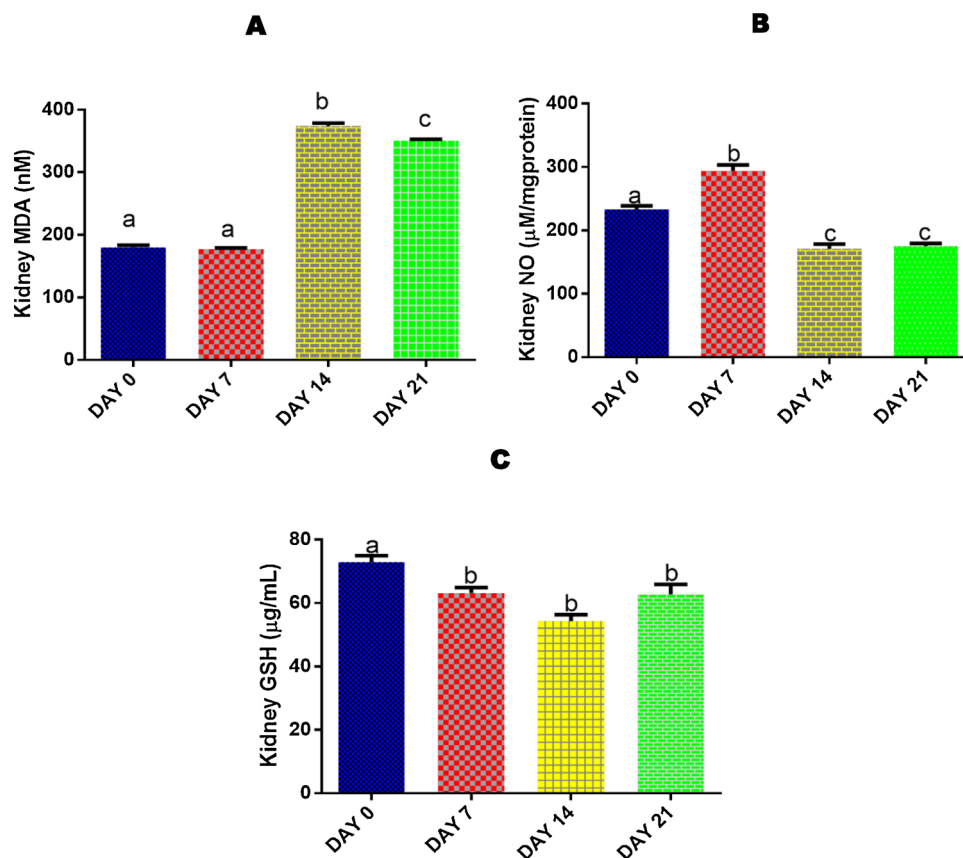 A
Kidney MDA (nM)
400
300
200
100
0
a
a
b
c
DAY 0
DAY 7
DAY 14
DAY 21
B
Kidney NO (μM/mgprotein)
400
300
200
100
0
a
b
c
c
DAY 0
DAY 7
DAY 14
DAY 21
C
Kidney GSH (μg/mL)
80
60
40
20
0
a
b
b
b
DAY 0
DAY 7
DAY 14
DAY 21